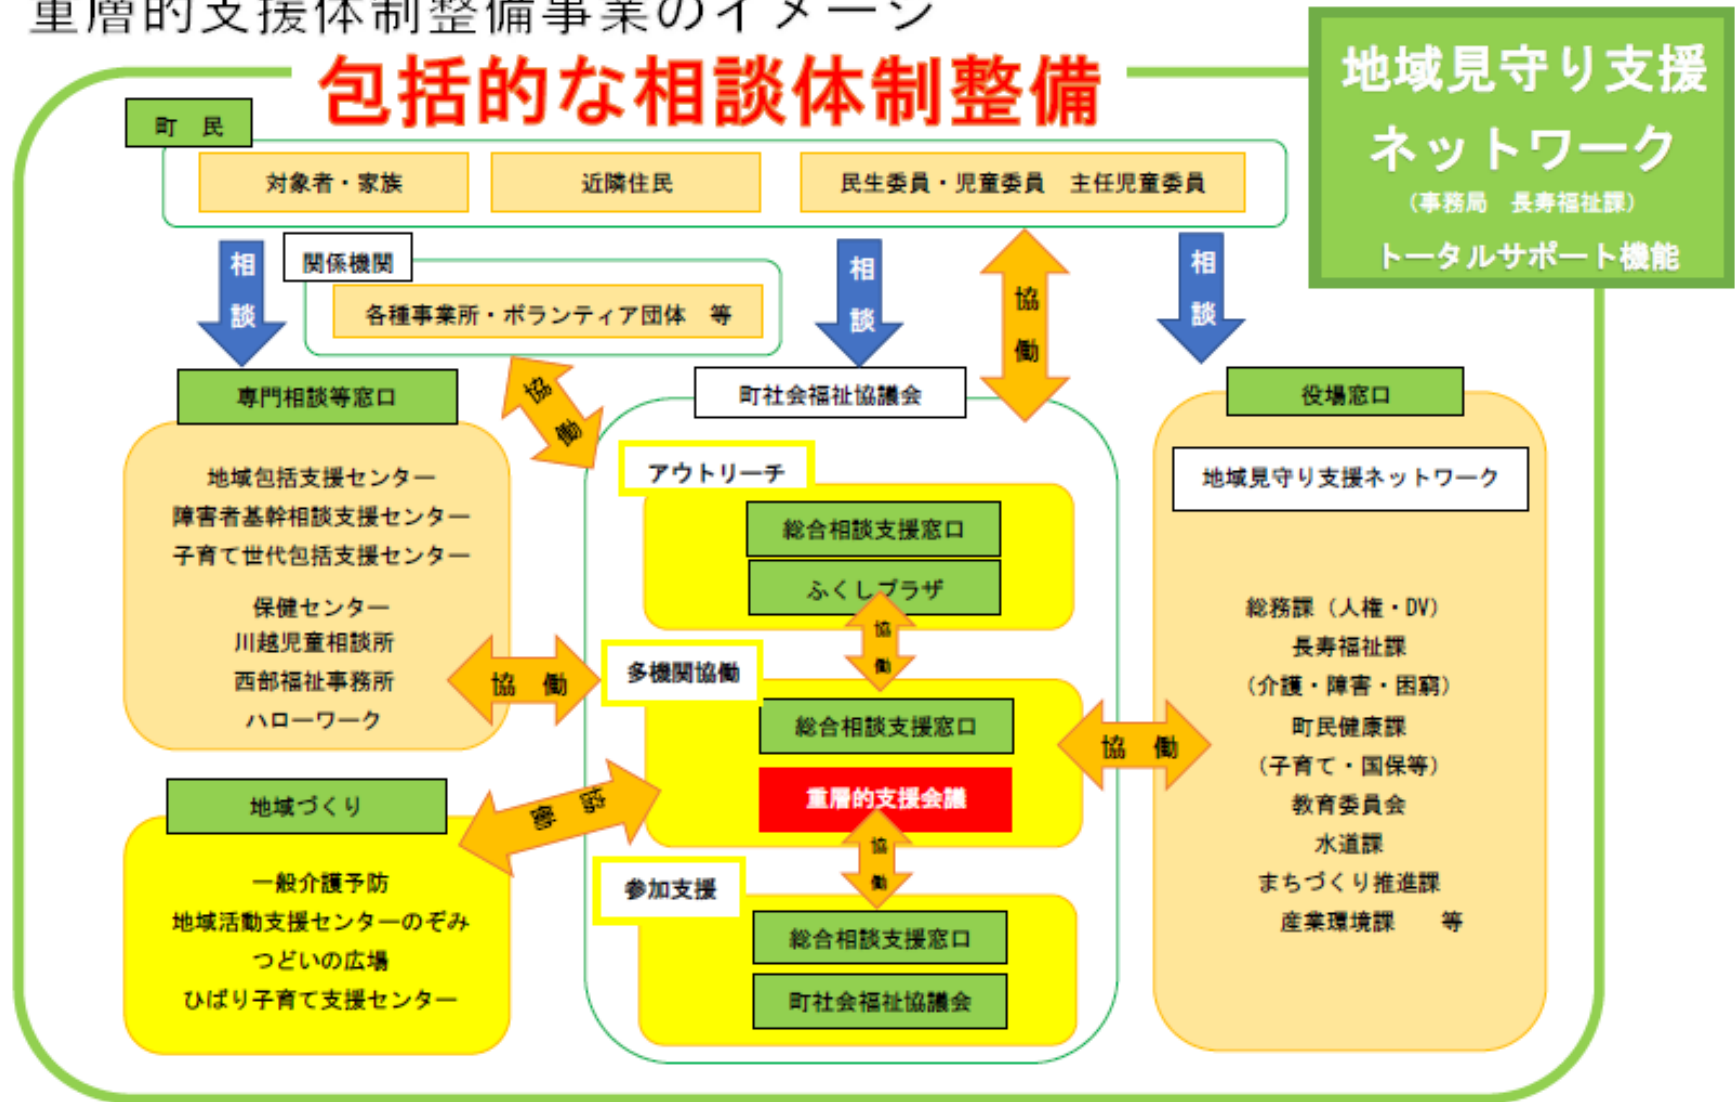 重層的支援体制整備事業のイメージ
包括的な相談体制整備
地域見守り支援
ネットワーク
（事務局　長寿福祉課）
トータルサポート機能
町　民
対象者・家族
近隣住民
民生委員・児童委員　主任児童委員
相談
関係機関
各種事業所・ボランティア団体　等
相談
協働
相談
協働
専門相談等窓口
地域包括支援センター
障害者基幹相談支援センター
子育て世代包括支援センター
保健センター
川越児童相談所
西部福祉事務所
ハローワーク
協　働
地域づくり
一般介護予防
地域活動支援センターのぞみ
つどいの広場
ひばり子育て支援センター
協働
町社会福祉協議会
アウトリーチ
総合相談支援窓口
ふくしプラザ
協働
多機関協働
総合相談支援窓口
重層的支援会議
協働
参加支援
総合相談支援窓口
町社会福祉協議会
協　働
役場窓口
地域見守り支援ネットワーク
総務課（人権・DV）
長寿福祉課
（介護・障害・困窮）
町民健康課
（子育て・国保等）
教育委員会
水道課
まちづくり推進課
産業環境課　　等